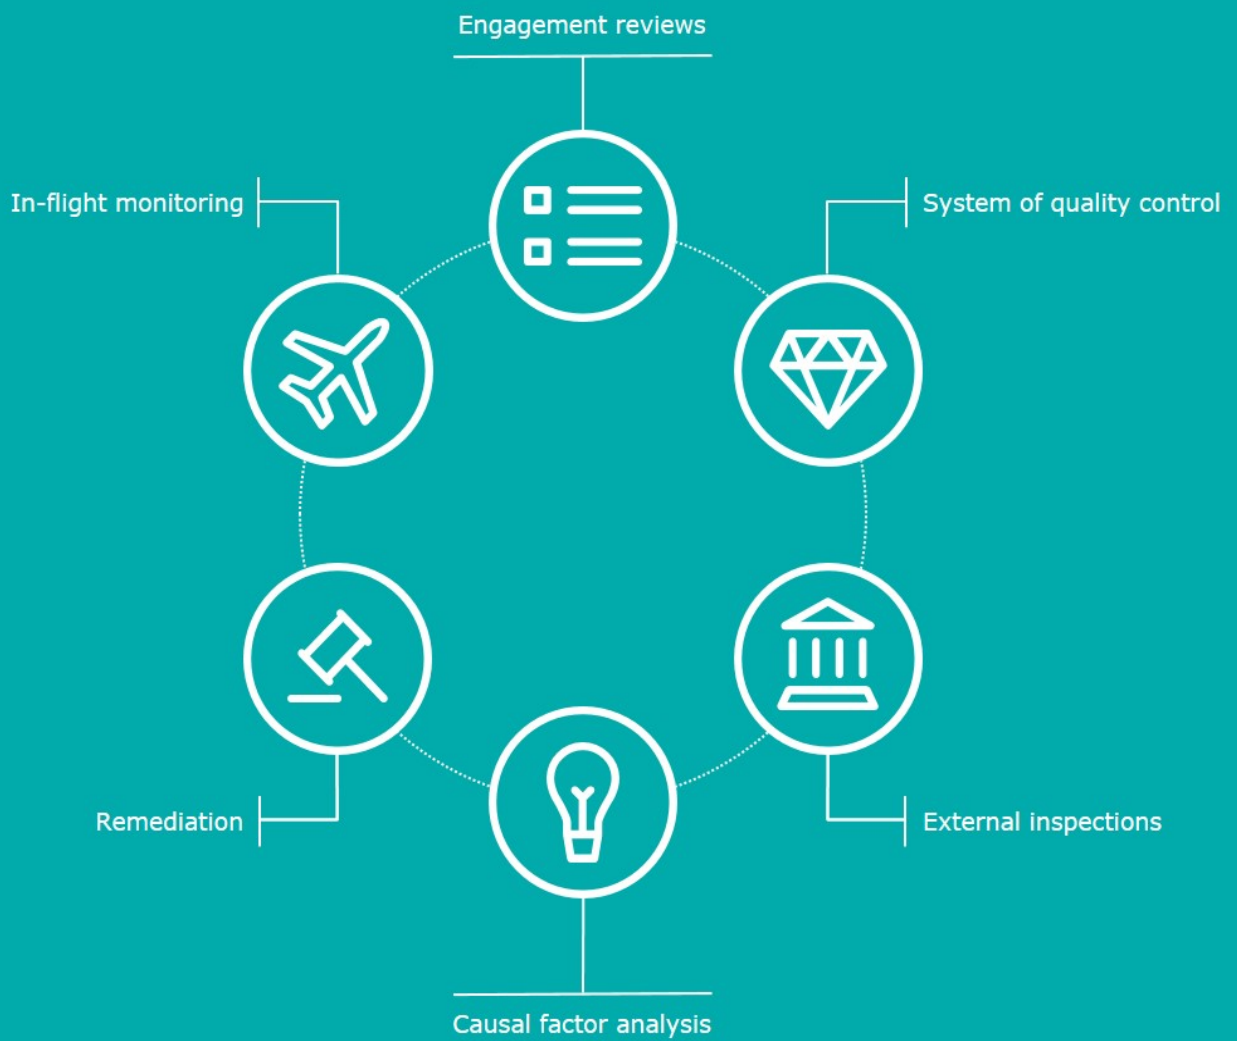 Engagement reviews
In-flight monitoring
System of quality control
Remediation
External inspections
Causal factor analysis